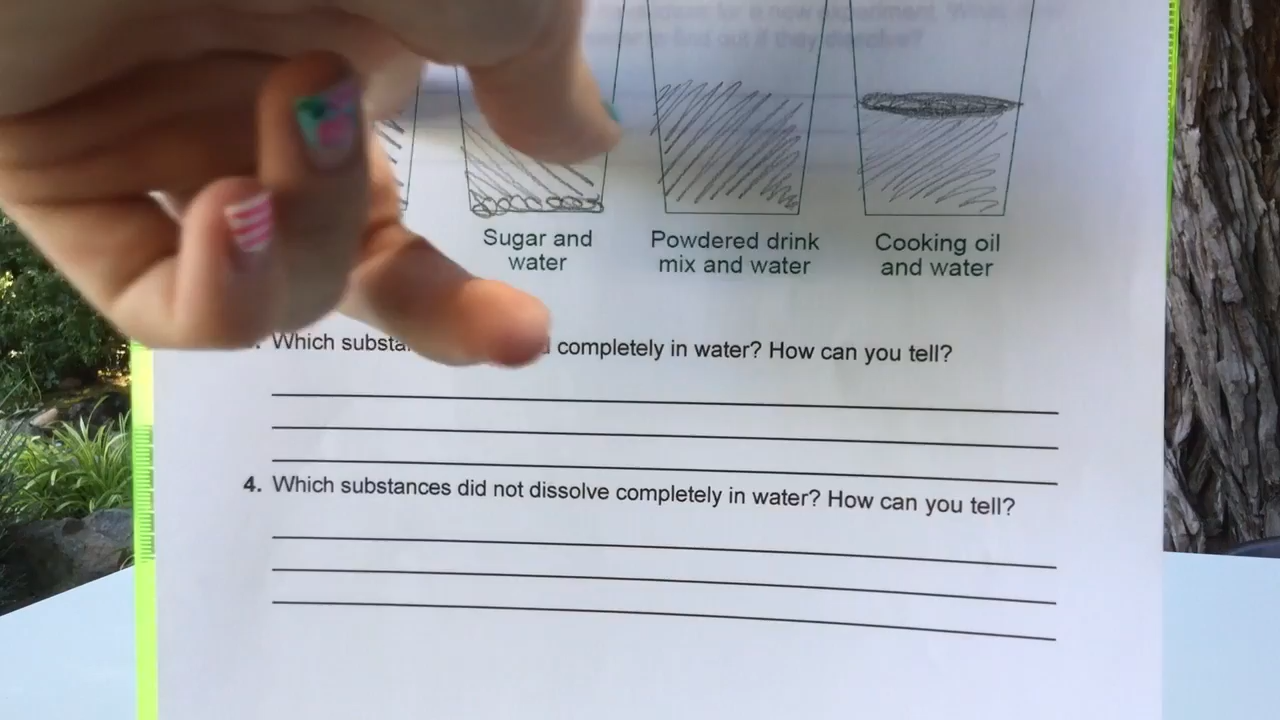 Sugar and
water
Powdered drink
mix and water
Cooking oil
and water
Which completely in water? How can you tell?
4. Which substances did not dissolve completely in water? How can you tell?